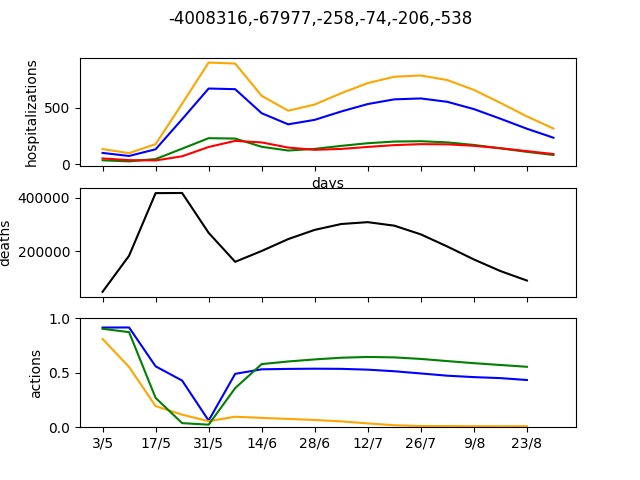 -4008316,-67977,-258,-74,-206,-538
hospitalizations
500
0
days
deaths
400000
200000
actions
1.0
0.5
0.0
3/5 17/5 31/5 14/6 28/6 12/7 26/7 9/8 23/8